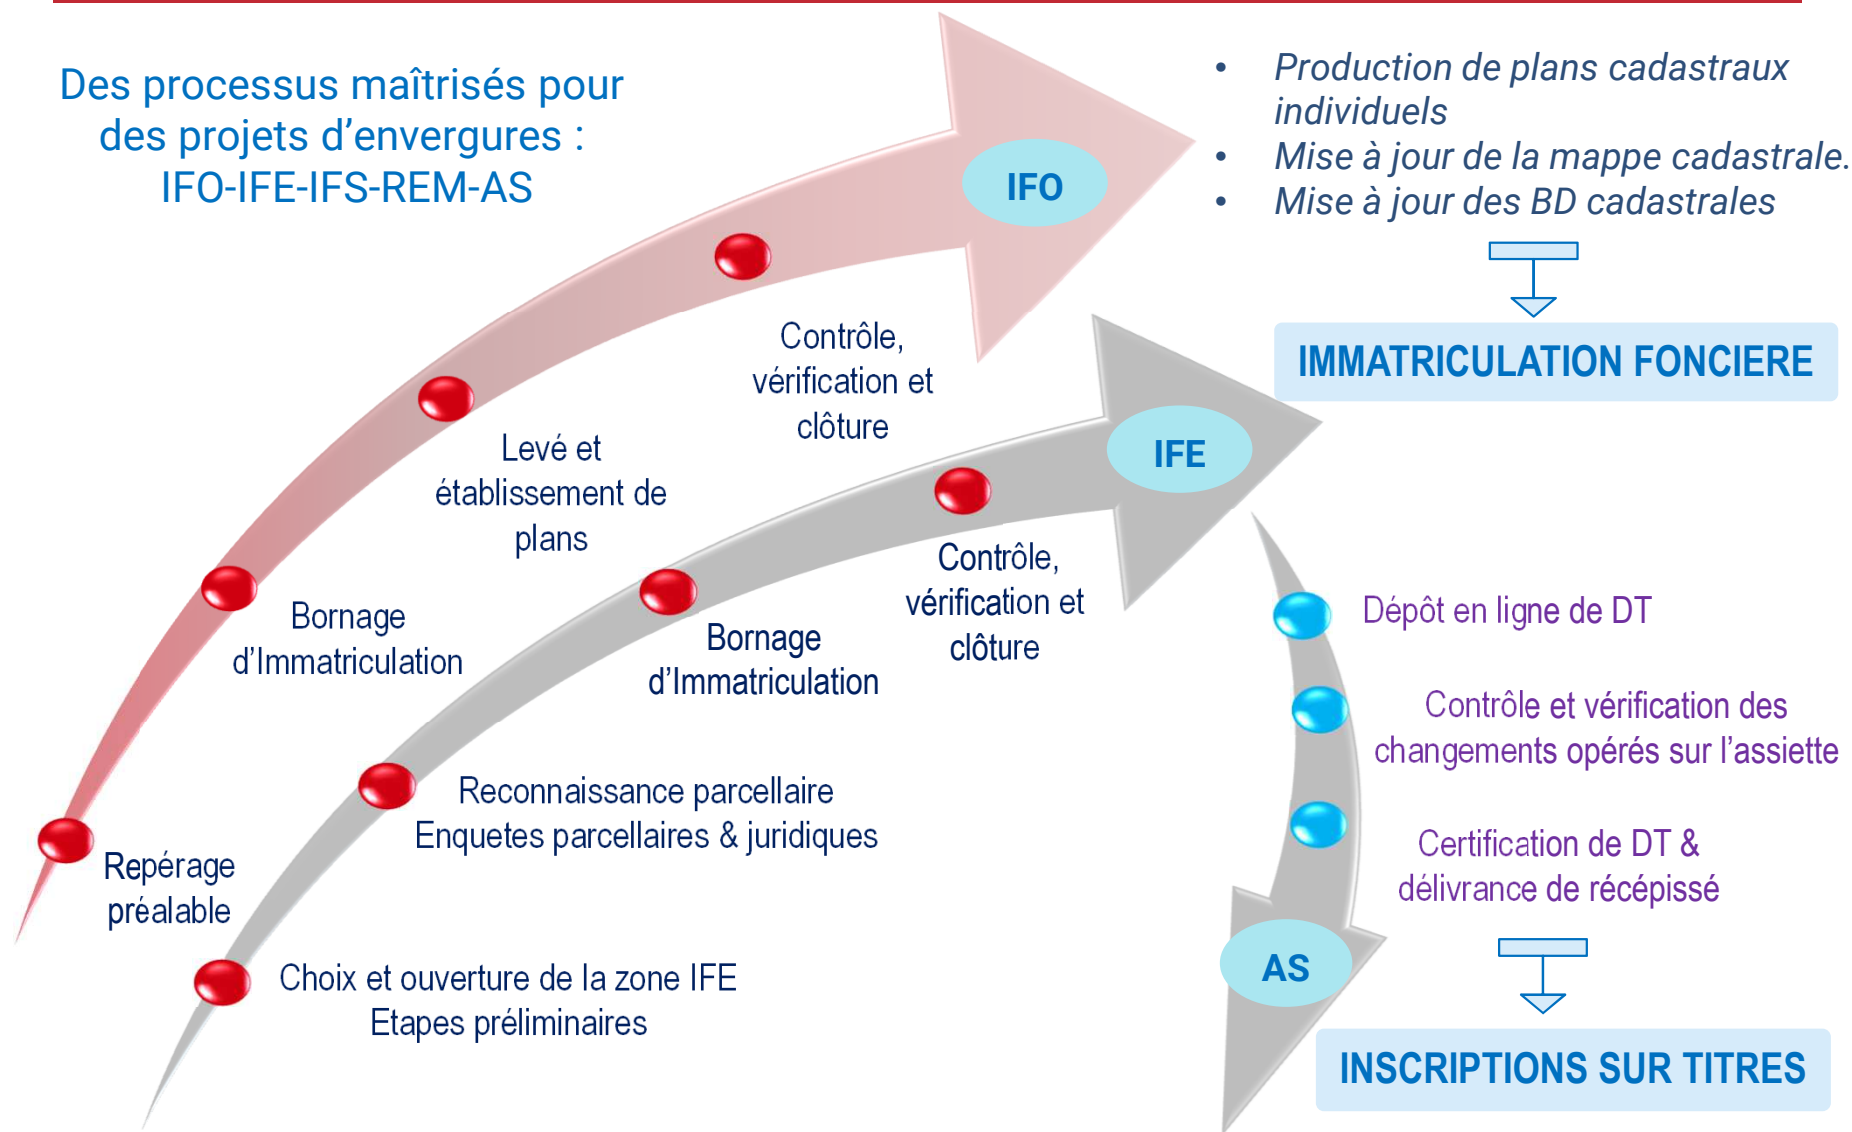 Des processus maîtrisés pour
des projets d’envergures :
IFO-IFE-IFS-REM-AS
IFO
• Production de plans cadastraux
individuels
• Mise à jour de la mappe cadastrale.
• Mise à jour des BD cadastrales
IMMATRICULATION FONCIERE
Contrôle,
vérification et
clôture
Levé et
établissement de
plans
Bornage
d’Immatriculation
Repérage
préalable
IFE
Contrôle,
vérification et
clôture
Bornage
d’Immatriculation
Reconnaissance parcellaire
Enquetes parcellaires & juridiques
Choix et ouverture de la zone IFE
Etapes préliminaires
Dépôt en ligne de DT
Contrôle et vérification des
changements opérés sur l’assiette
Certification de DT &
délivrance de récépissé
AS
INSCRIPTIONS SUR TITRES